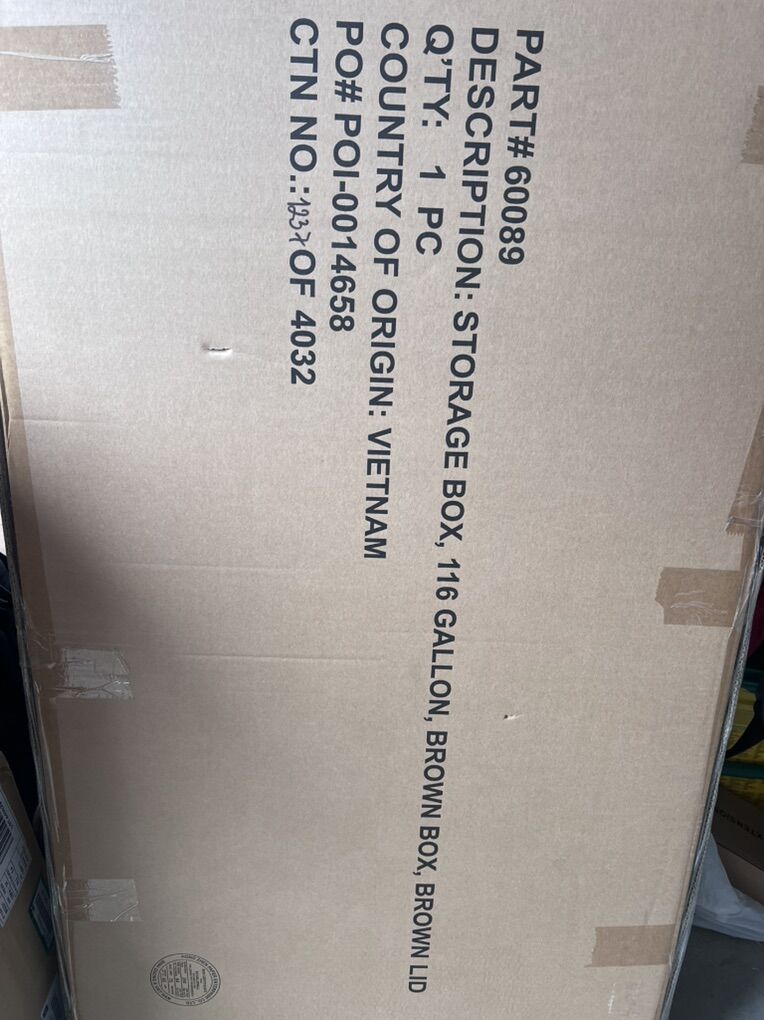 PART# 60089
DESCRIPTION: STORAGE BOX, 116 GALLON, BROWN BOX, BROWN LID
Q'TY: 1 PC
COUNTRY OF ORIGIN: VIETNAM
PO# POI-0014658
CTN NO.: 1237 OF 4032